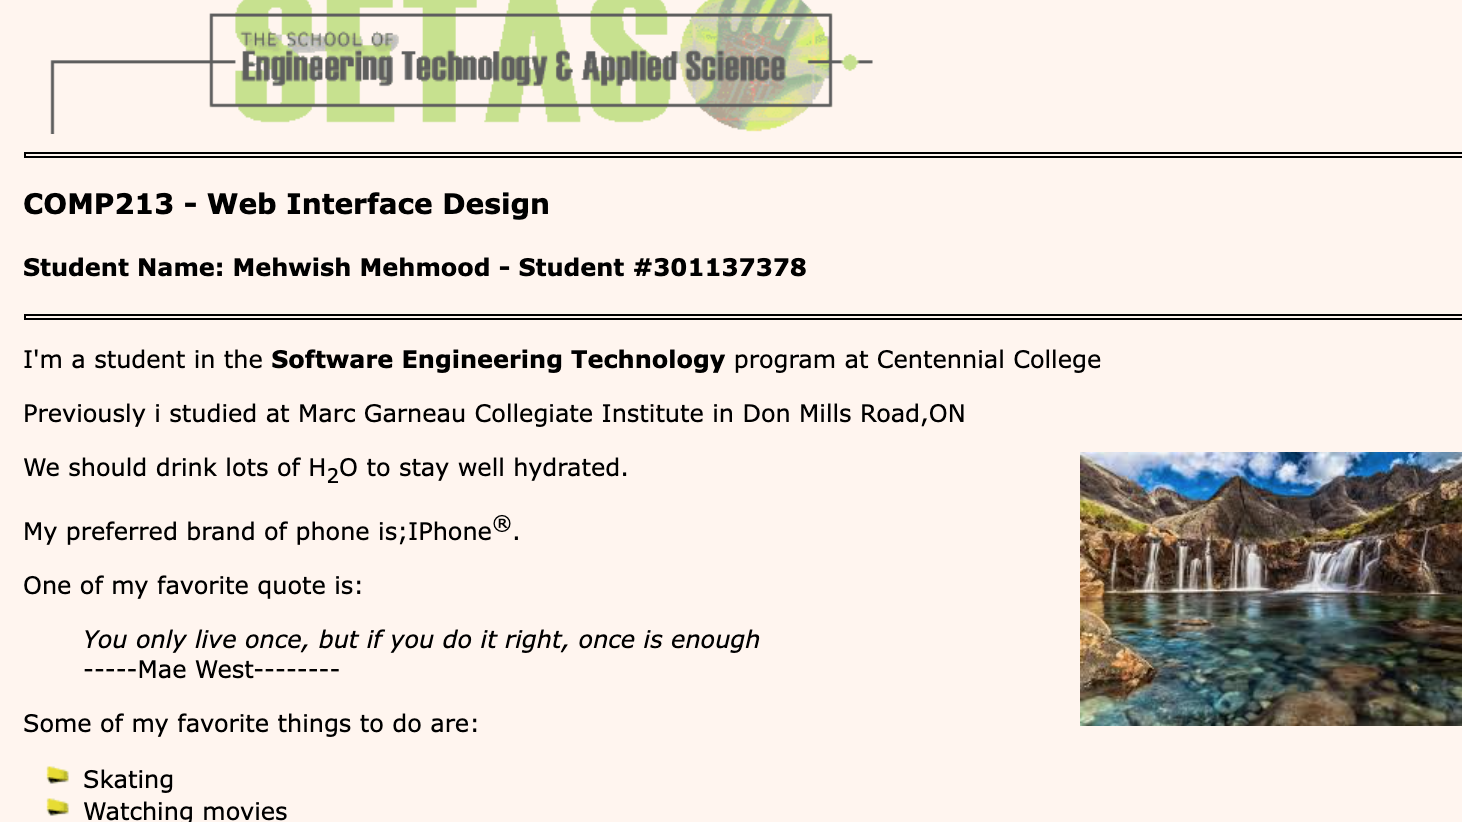 SETAS
THE SCHOOL OF
Engineering Technology & Applied Science
COMP213 - Web Interface Design
Student Name: Mehwish Mehmood - Student #301137378
I'm a student in the Software Engineering Technology program at Centennial College
Previously i studied at Marc Garneau Collegiate Institute in Don Mills Road,ON
We should drink lots of H₂O to stay well hydrated.
My preferred brand of phone is;IPhone®.
One of my favorite quote is:
You only live once, but if you do it right, once is enough
-----Mae West--------
Some of my favorite things to do are:
Skating
Watching movies